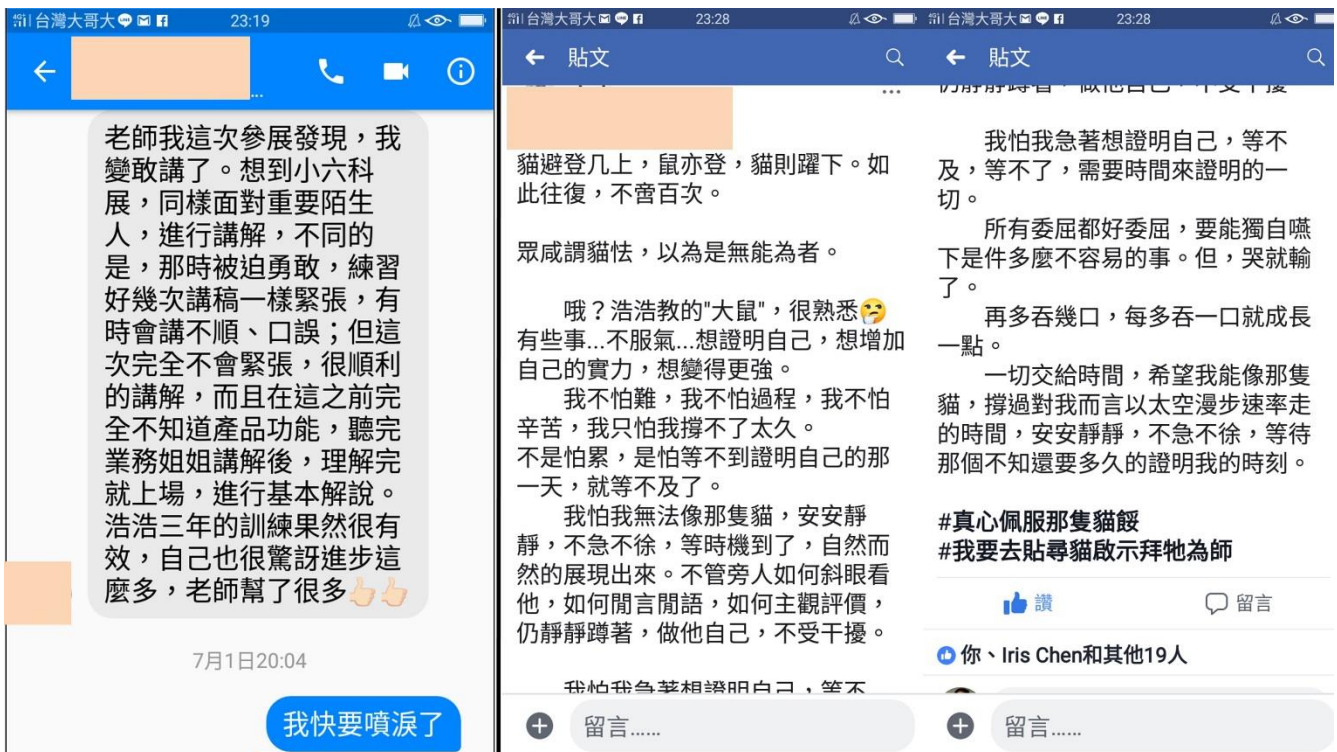 台灣大哥大
23:19
老師我這次參展發現，我
變敢講了。想到小六科
展，同樣面對重要陌生
人，進行講解，不同的
是，那時被迫勇敢，練習
好幾次講稿一樣緊張，有
時會講不順、口誤；但這
次完全不會緊張，很順利
的講解，而且在這之前完
全不知道產品功能，聽完
業務姐姐講解後，理解完
就上場，進行基本解說。
浩浩三年的訓練果然很有
效，自己也很驚訝進步這
麼多，老師幫了很多👍👍
7月1日20:04
我快要噴淚了
台灣大哥大
23:28
貼文
貓避登几上，鼠亦登，貓則躍下。如
此往復，不啻百次。
眾咸謂貓怯，以為是無能為者。
哦？浩浩教的"大鼠"，很熟悉🤔
有些事...不服氣...想證明自己，想增加
自己的實力，想變得更強。
我不怕難，我不怕過程，我不怕
辛苦，我只怕我撐不了太久。
不是怕累，是怕等不到證明自己的那
一天，就等不及了。
我怕我無法像那隻貓，安安靜
靜，不急不徐，等時機到了，自然而
然的展現出來。不管旁人如何斜眼看
他，如何閒言閒語，如何主觀評價，
仍靜靜蹲著，做他自己，不受干擾。
我怕我急著想證明自己，等不
留言......
台灣大哥大
23:28
貼文
仍靜靜蹲著，做他自己，不受干擾
我怕我急著想證明自己，等不
及，等不了，需要時間來證明的一
切。
所有委屈都好委屈，要能獨自嚥
下是件多麼不容易的事。但，哭就輸
了。
再多吞幾口，每多吞一口就成長
一點。
一切交給時間，希望我能像那隻
貓，撐過對我而言以太空漫步速率走
的時間，安安靜靜，不急不徐，等待
那個不知還要多久的證明我的時刻。
#真心佩服那隻貓餒
#我要去貼尋貓啟示拜牠為師
讚
留言
你、Iris Chen和其他19人
留言......